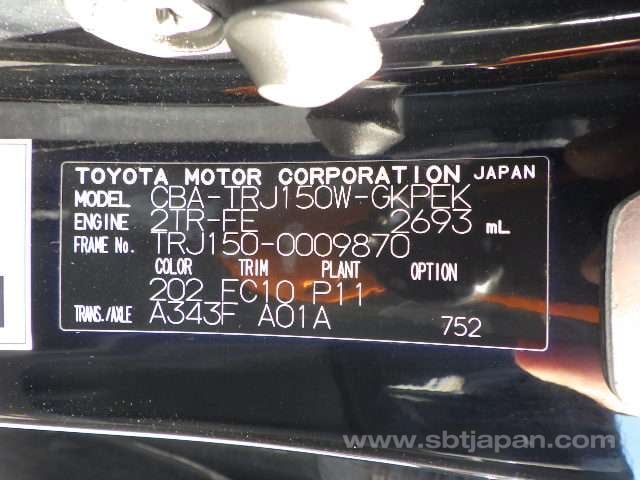 TOYOTA MOTOR CORPORATION JAPAN
MODEL CBA-TRJ150W-GKPEK
ENGINE 2TR-FE 2693 mL
FRAME No. TRJ150-0009870
COLOR TRIM PLANT OPTION
202 FC10 P11
TRANS./AXLE A343F A01A 752
www.sbtjapan.com